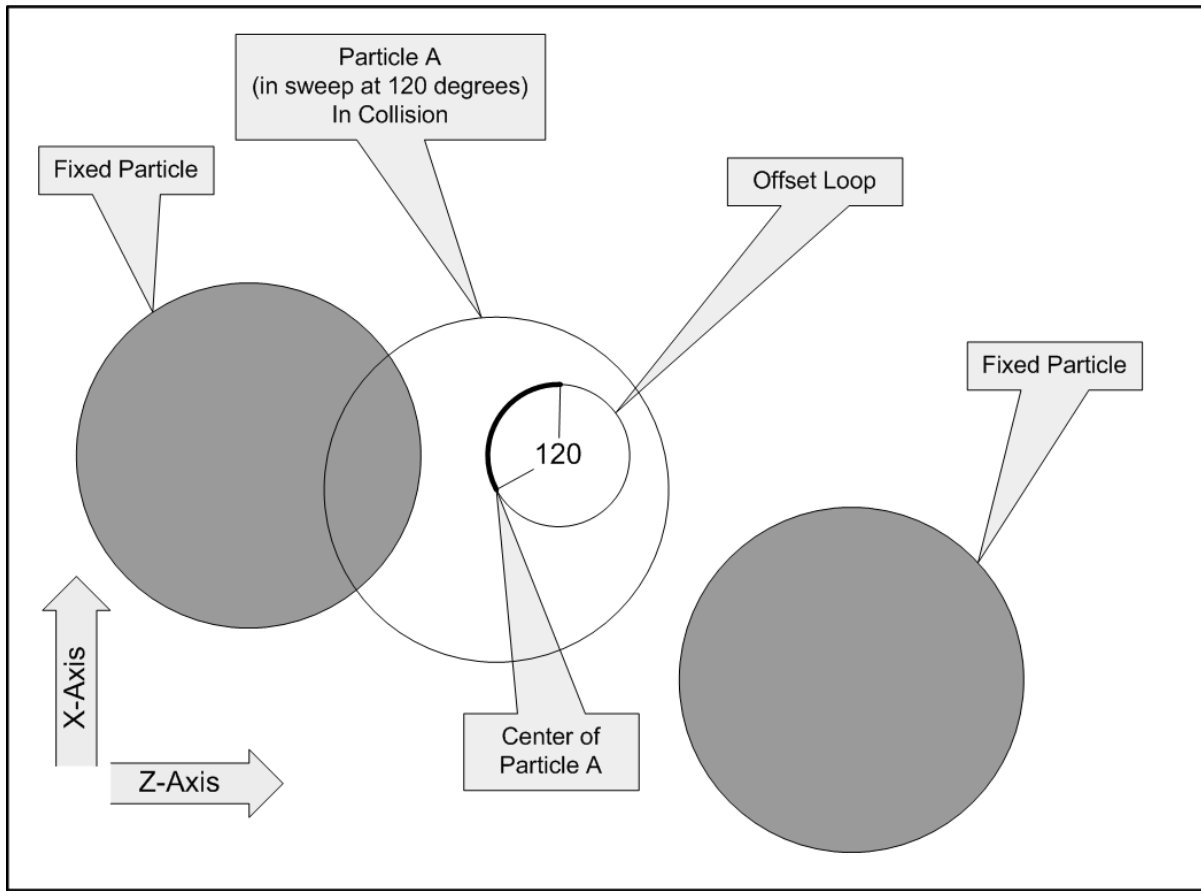 Particle A
(in sweep at 120 degrees)
In Collision
Fixed Particle
Offset Loop
Fixed Particle
120
X-Axis
Z-Axis
Center of
Particle A